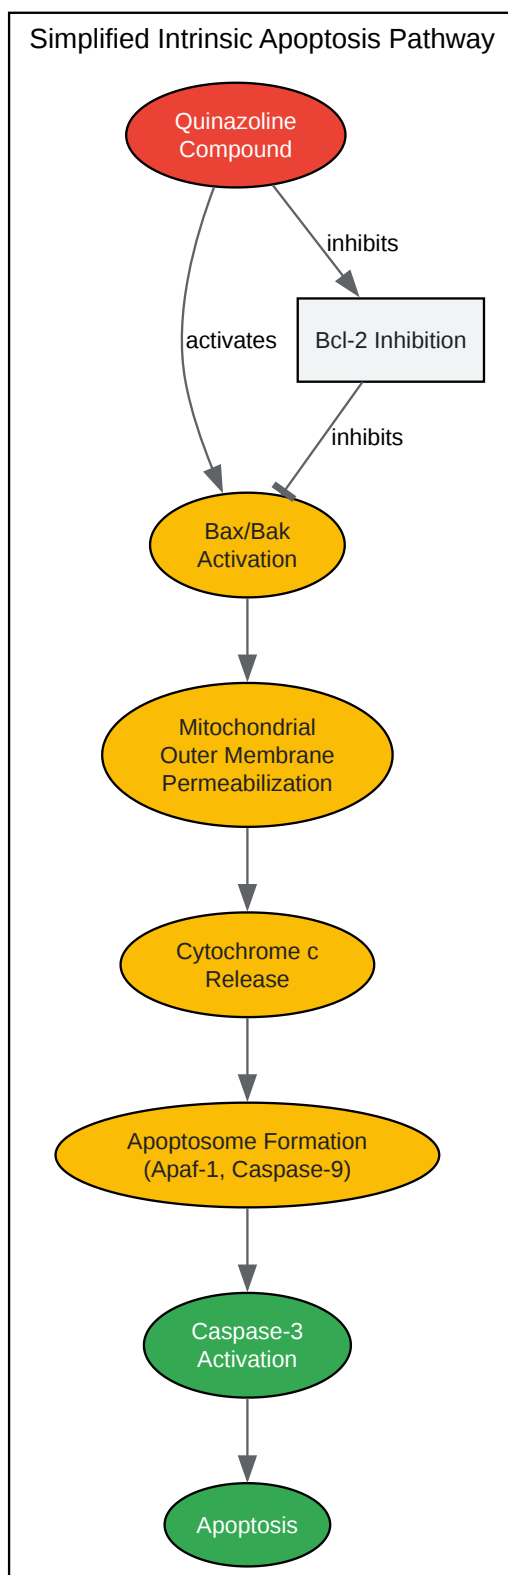 Simplified Intrinsic Apoptosis Pathway
Quinazoline
Compound
inhibits
activates
Bcl-2 Inhibition
inhibits
Bax/Bak
Activation
Mitochondrial
Outer Membrane
Permeabilization
Cytochrome c
Release
Apoptosome Formation
(Apaf-1, Caspase-9)
Caspase-3
Activation
Apoptosis